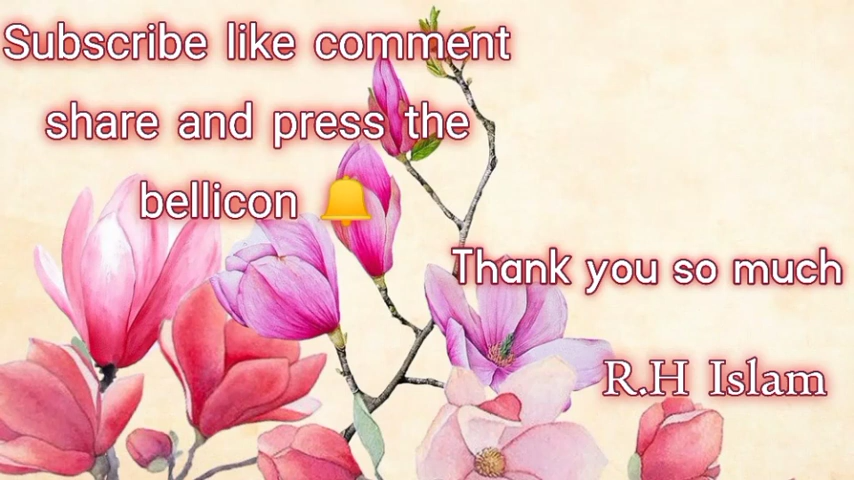 Subscribe like comment
share and press the
bellicon 🔔
Thank you so much
R.H Islam